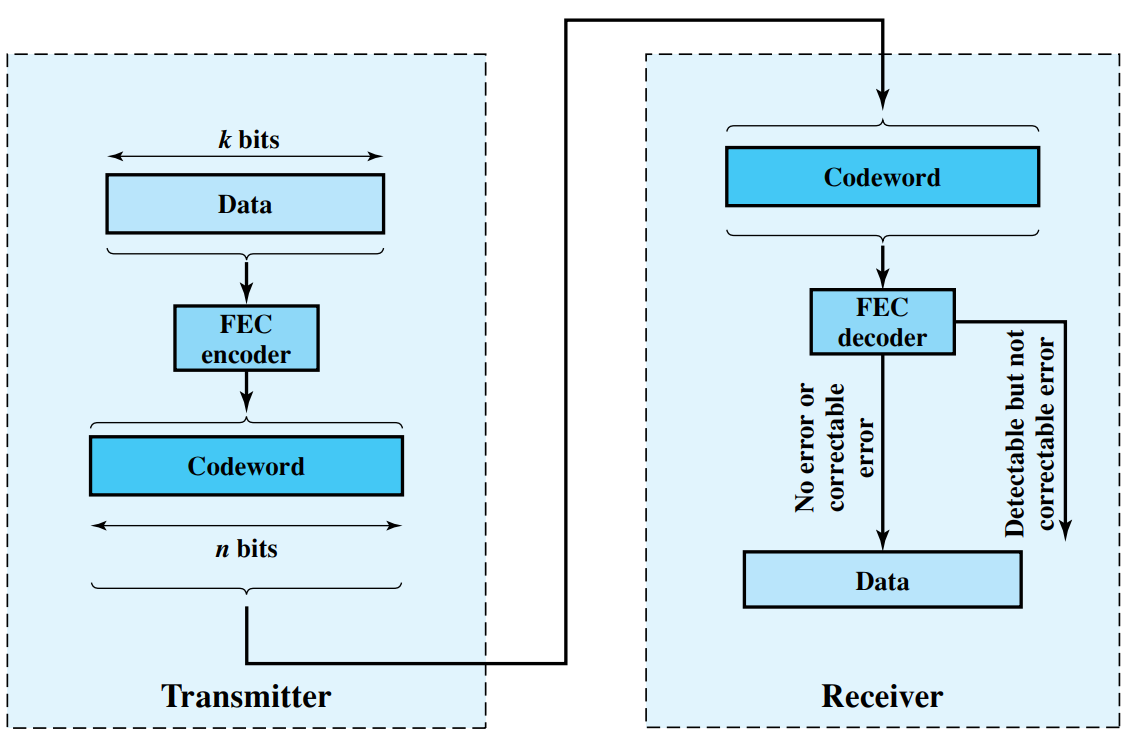 k bits
Data
FEC
encoder
Codeword
n bits
Transmitter
Codeword
FEC
decoder
No error or
correctable
error
Detectable but not
correctable error
Data
Receiver